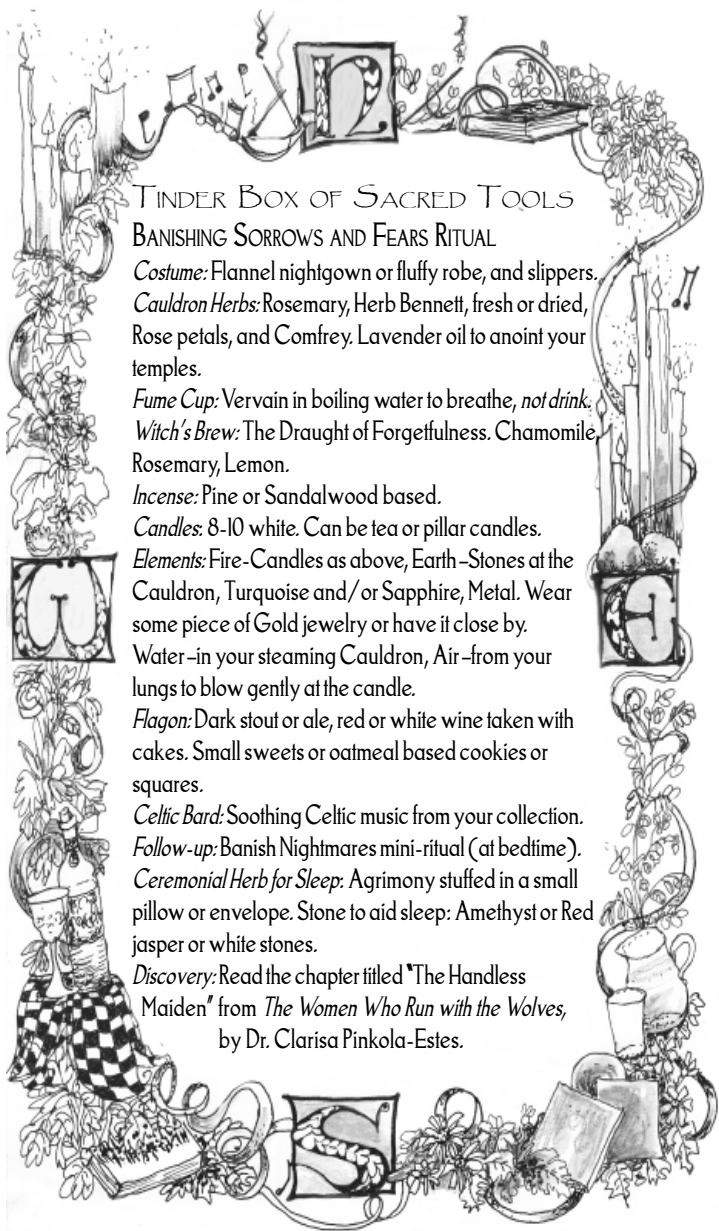 n
Tinder Box of Sacred Tools
Banishing Sorrows and Fears Ritual
Costume: Flannel nightgown or fluffy robe, and slippers.
Cauldron Herbs: Rosemary, Herb Bennett, fresh or dried,
Rose petals, and Comfrey. Lavender oil to anoint your
temples.
Fume Cup: Vervain in boiling water to breathe, not drink.
Witch's Brew: The Draught of Forgetfulness. Chamomile,
Rosemary, Lemon.
Incense: Pine or Sandalwood based.
Candles: 8-10 white. Can be tea or pillar candles.
Elements: Fire-Candles as above, Earth–Stones at the
Cauldron, Turquoise and/or Sapphire, Metal. Wear
some piece of Gold jewelry or have it close by.
Water–in your steaming Cauldron, Air–from your
lungs to blow gently at the candle.
Flagon: Dark stout or ale, red or white wine taken with
cakes. Small sweets or oatmeal based cookies or
squares.
Celtic Bard: Soothing Celtic music from your collection.
Follow-up: Banish Nightmares mini-ritual (at bedtime).
Ceremonial Herb for Sleep: Agrimony stuffed in a small
pillow or envelope. Stone to aid sleep: Amethyst or Red
jasper or white stones.
Discovery: Read the chapter titled "The Handless
Maiden" from The Women Who Run with the Wolves,
by Dr. Clarisa Pinkola-Estes.
S